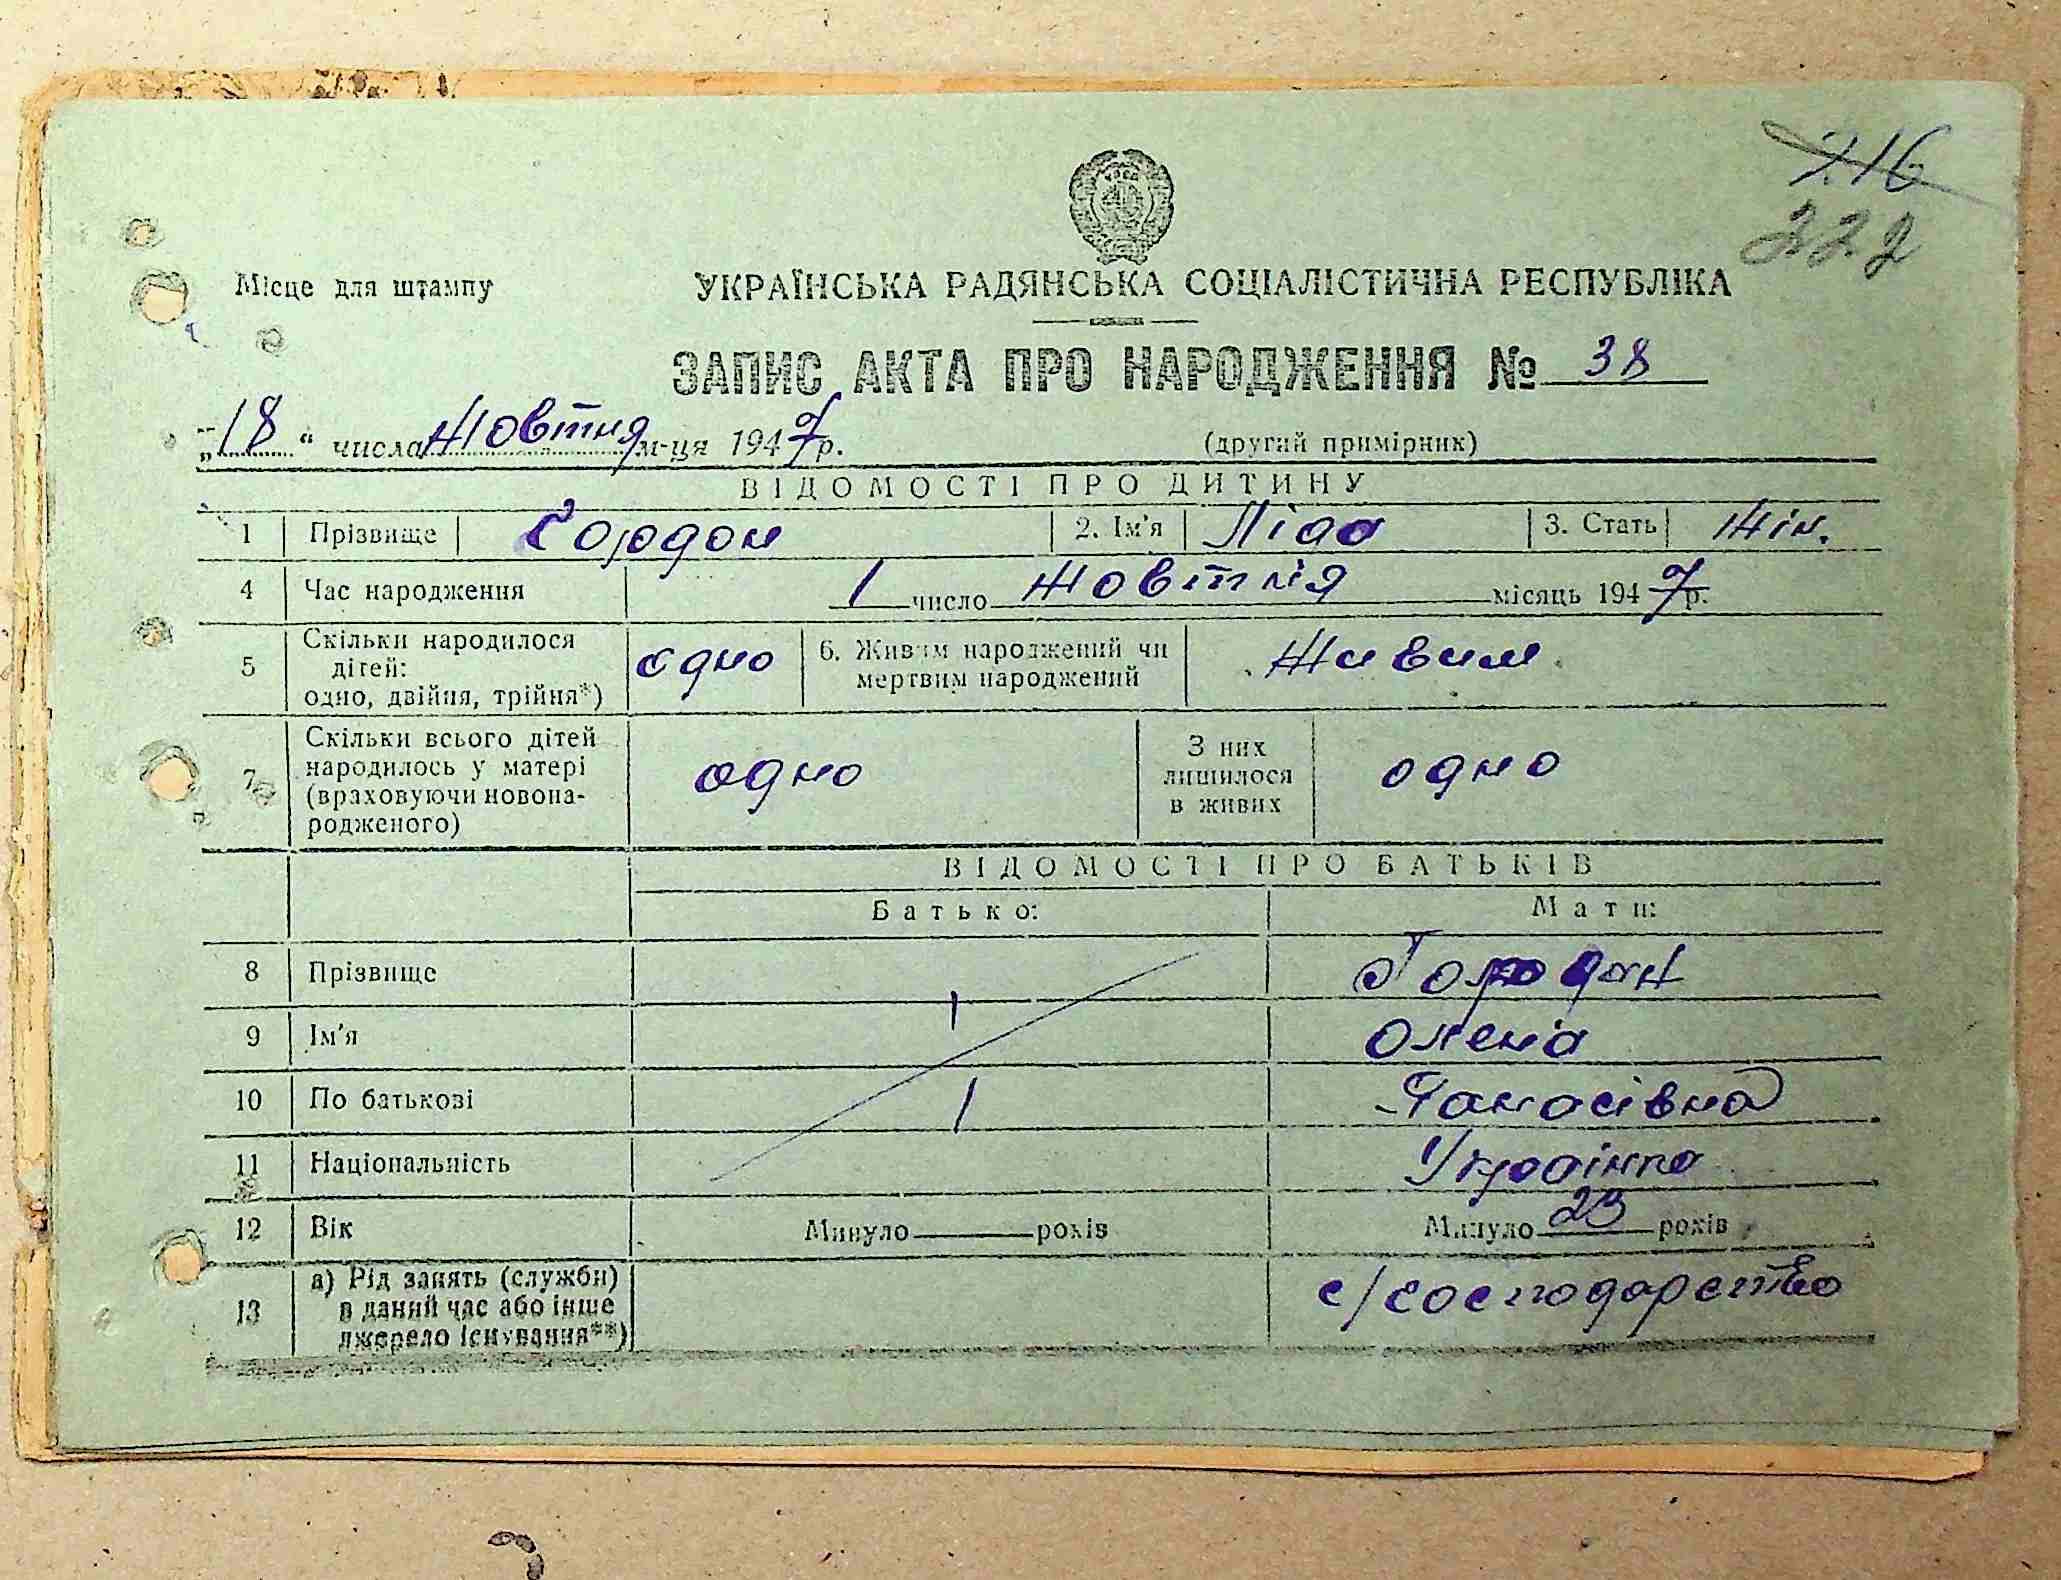 216
222
Місце для штампу
УКРАЇНСЬКА РАДЯНСЬКА СОЦІАЛІСТИЧНА РЕСПУБЛІКА
ЗАПИС АКТА ПРО НАРОДЖЕННЯ № 38
„18“ числа Жовтня м-ця 1947 р.
(другий примірник)
ВІДОМОСТІ ПРО ДИТИНУ
1 Прізвище Гордон 2. Ім'я Ліда 3. Стать Жін.
4 Час народження 1 число Жовтня місяць 1947 р.
5 Скільки народилося дітей: одно, двійня, трійня*) одно 6. Живим народжений чи мертвим народжений Живим
7 Скільки всього дітей народилось у матері (враховуючи новонародженого) одно З них лишилося в живих одно
ВІДОМОСТІ ПРО БАТЬКІВ
Батько: Мати:
8 Прізвище Гордон
9 Ім'я Олена
10 По батькові Панасівна
11 Національність Українка
12 Вік Минуло років Минуло 23 років
13 а) Рід занять (служби) в даний час або інше джерело існування**) с/господарство